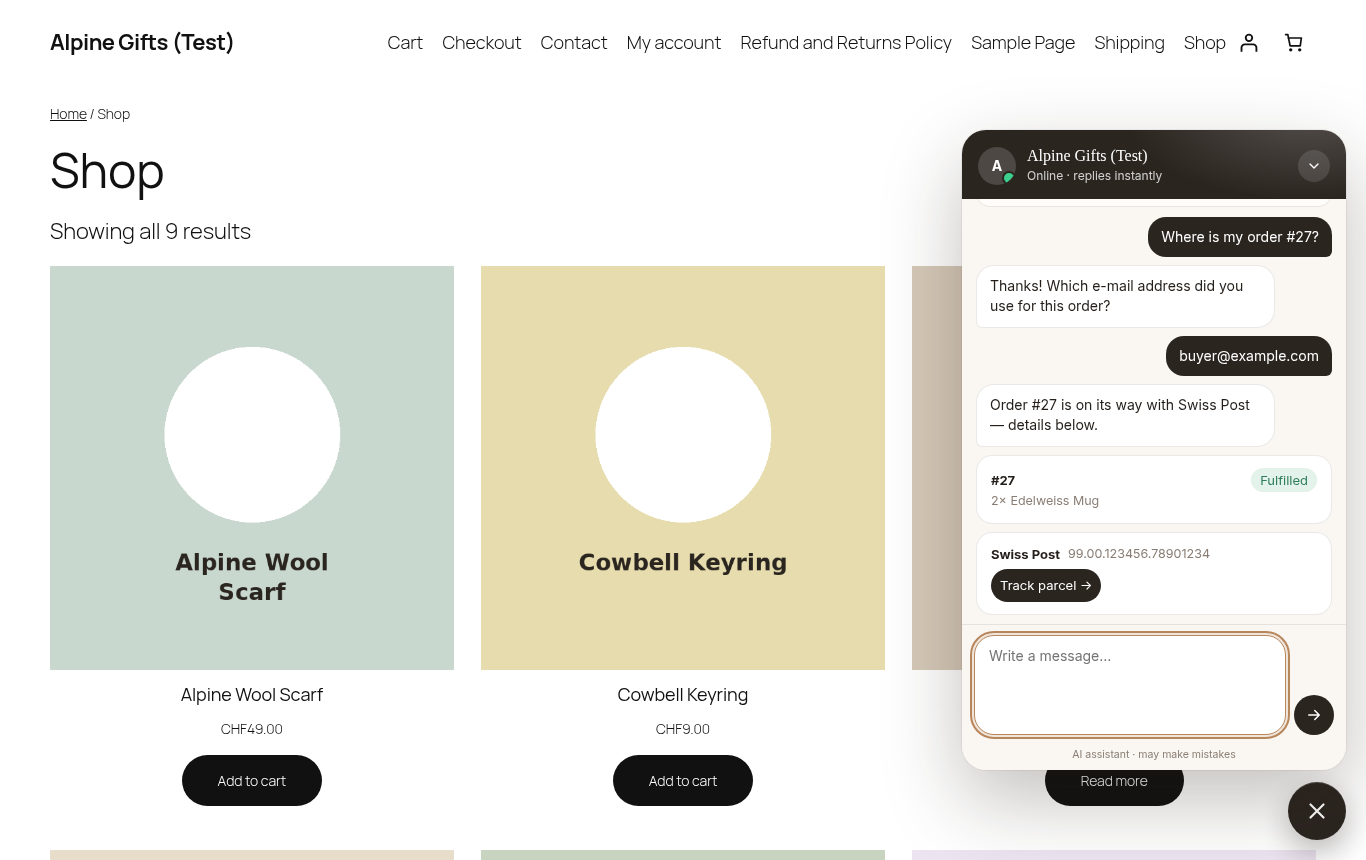 Alpine Gifts (Test)
Cart Checkout Contact My account Refund and Returns Policy Sample Page Shipping Shop
Home / Shop
Shop
Showing all 9 results
Alpine Wool
Scarf
Alpine Wool Scarf
CHF49.00
Add to cart
Cowbell Keyring
Cowbell Keyring
CHF9.00
Add to cart
Read more
A
Alpine Gifts (Test)
Online · replies instantly
Where is my order #27?
Thanks! Which e-mail address did you
use for this order?
buyer@example.com
Order #27 is on its way with Swiss Post
— details below.
#27 Fulfilled
2× Edelweiss Mug
Swiss Post 99.00.123456.78901234
Track parcel →
Write a message...
AI assistant · may make mistakes